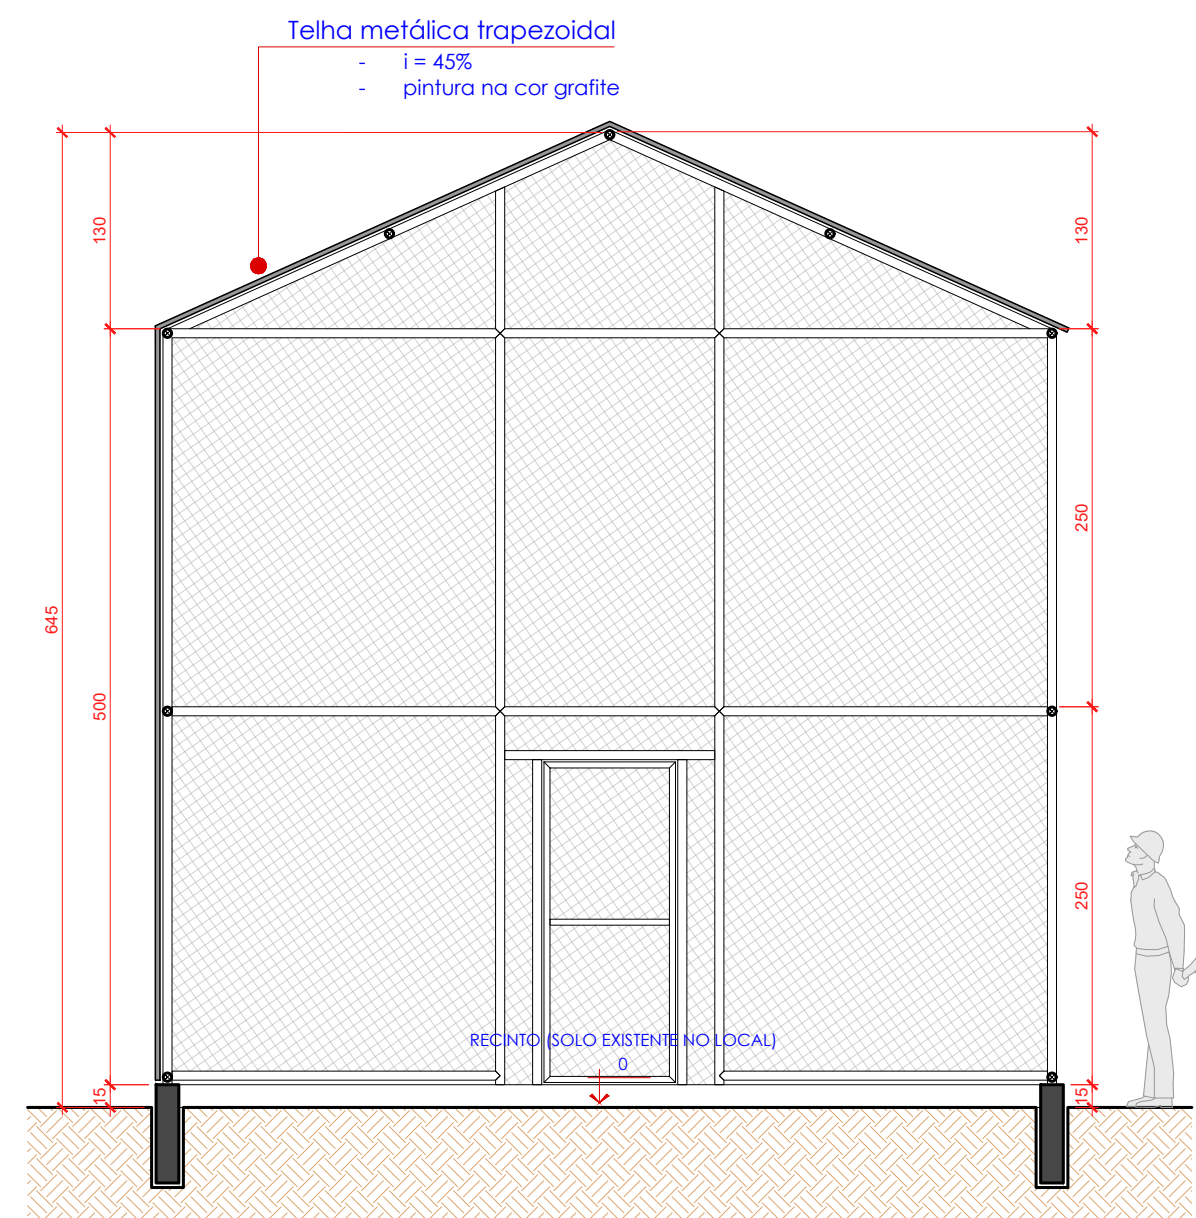 Telha metálica trapezoidal
- i = 45%
- pintura na cor grafite
130
130
250
645
500
250
RECINTO (SOLO EXISTENTE NO LOCAL)
0
15
15